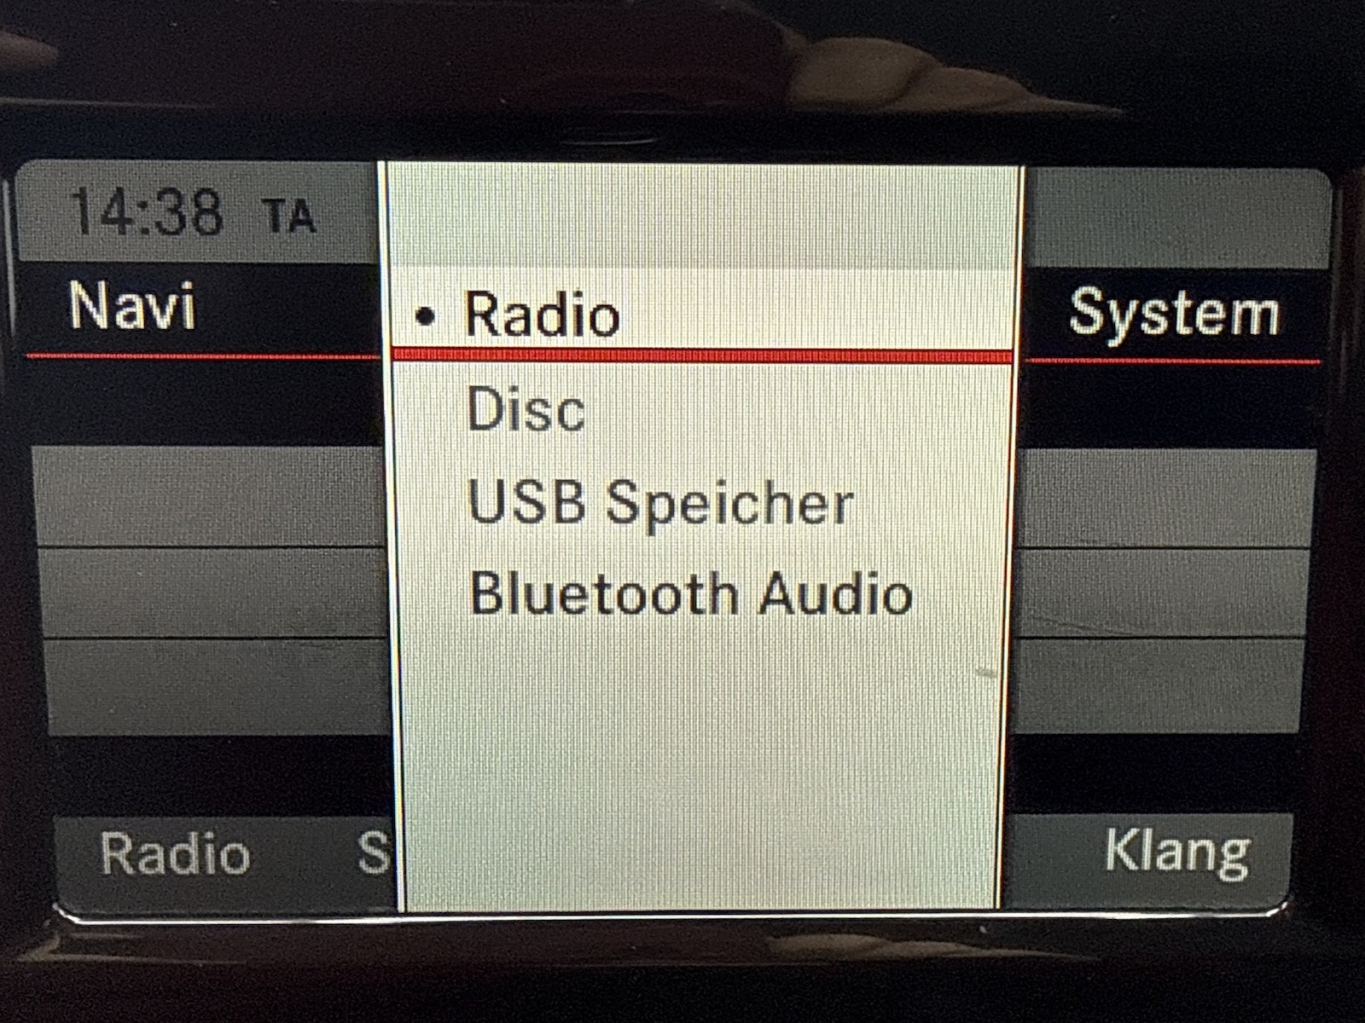 14:38 TA
Navi
• Radio
System
Disc
USB Speicher
Bluetooth Audio
Radio S
Klang